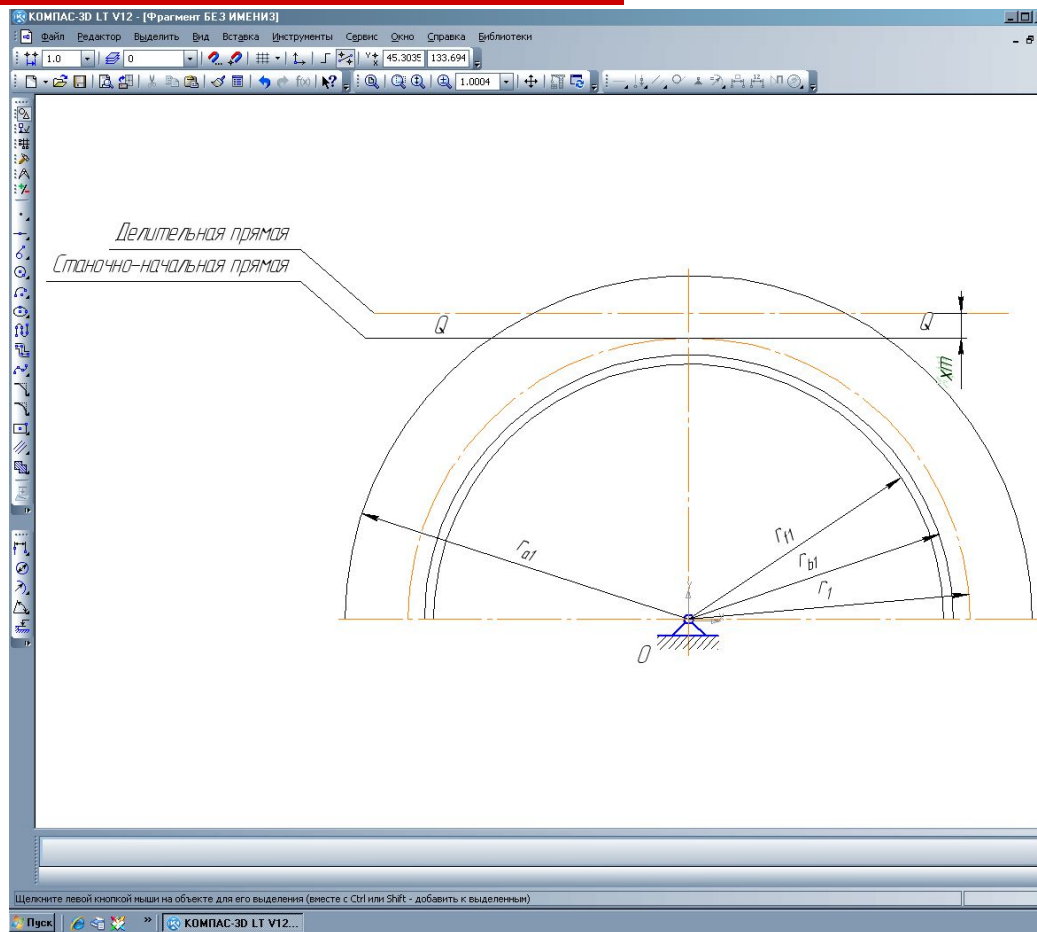 КОМПАС-3D LT V12 - [Фрагмент БЕЗ ИМЕНИ3]
Файл Редактор Выделить Вид Вставка Инструменты Сервис Окно Справка Библиотеки
1.0 0 45.3035 133.694
1.0004
Делительная прямая
Станочно-начальная прямая
Q Q
xm
ra1
rf1
rb1
r1
O
Щелкните левой кнопкой мыши на объекте для его выделения (вместе с Ctrl или Shift - добавить к выделенным)
Пуск » КОМПАС-3D LT V12...